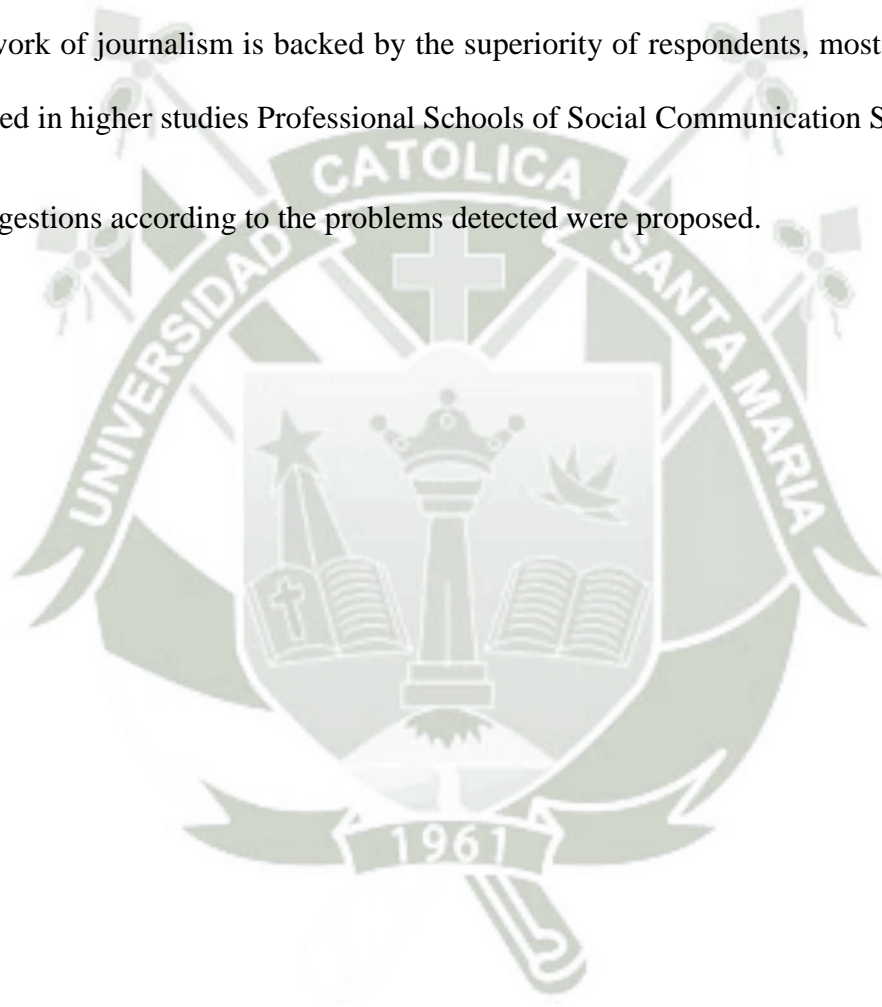 work of journalism is backed by the superiority of respondents, most
ed in higher studies Professional Schools of Social Communication S
gestions according to the problems detected were proposed.
UNIVERSIDAD CATOLICA SANTA MARIA
1961